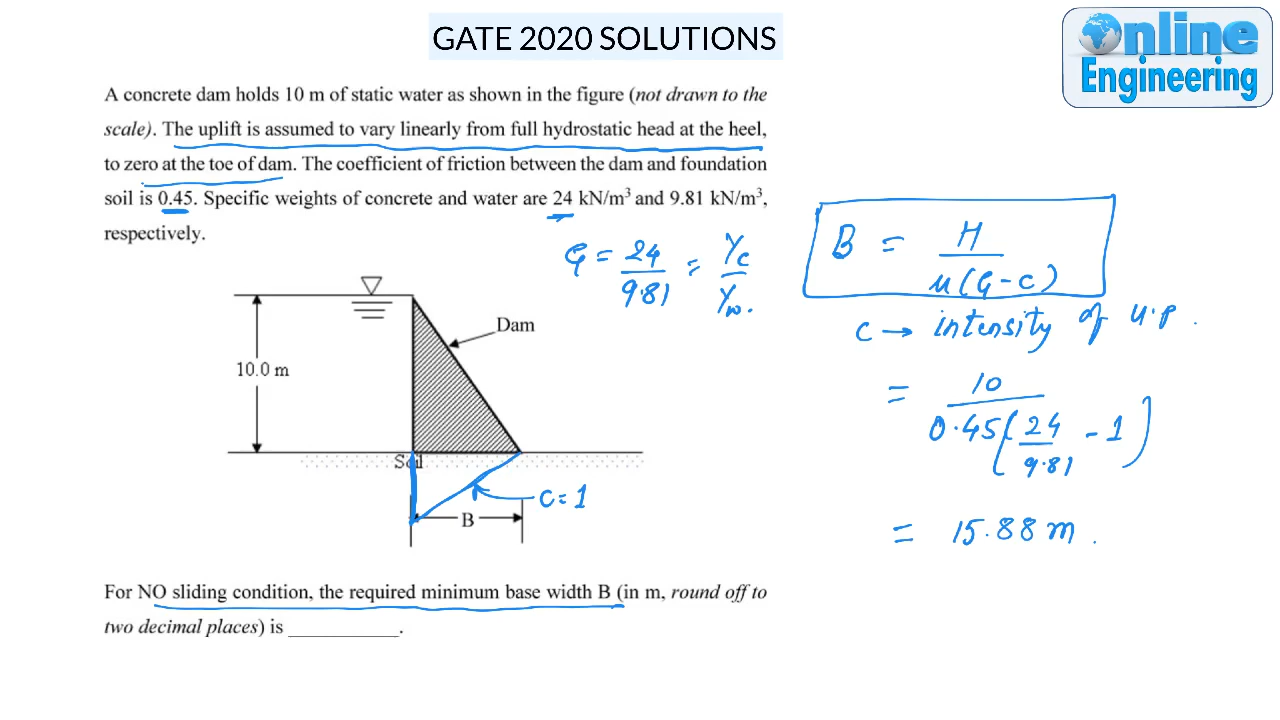 GATE 2020 SOLUTIONS
Online
Engineering
A concrete dam holds 10 m of static water as shown in the figure (not drawn to the
scale). The uplift is assumed to vary linearly from full hydrostatic head at the heel,
to zero at the toe of dam. The coefficient of friction between the dam and foundation
soil is 0.45. Specific weights of concrete and water are 24 kN/m³ and 9.81 kN/m³,
respectively.
G = 24/9.81 = γc/γw.
B = H/μ(G-c)
c → intensity of u.p.
= 10/0.45(24/9.81 - 1)
= 15.88 m.
Dam
10.0 m
Soil
C=1
B
For NO sliding condition, the required minimum base width B (in m, round off to
two decimal places) is ___________.